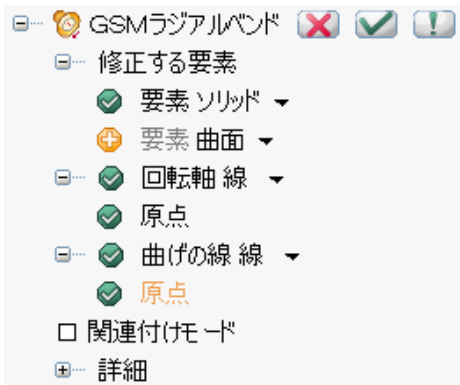 GSMラジアルベンド
修正する要素
要素 ソリッド
要素 曲面
回転軸 線
原点
曲げの線 線
原点
関連付けモード
詳細